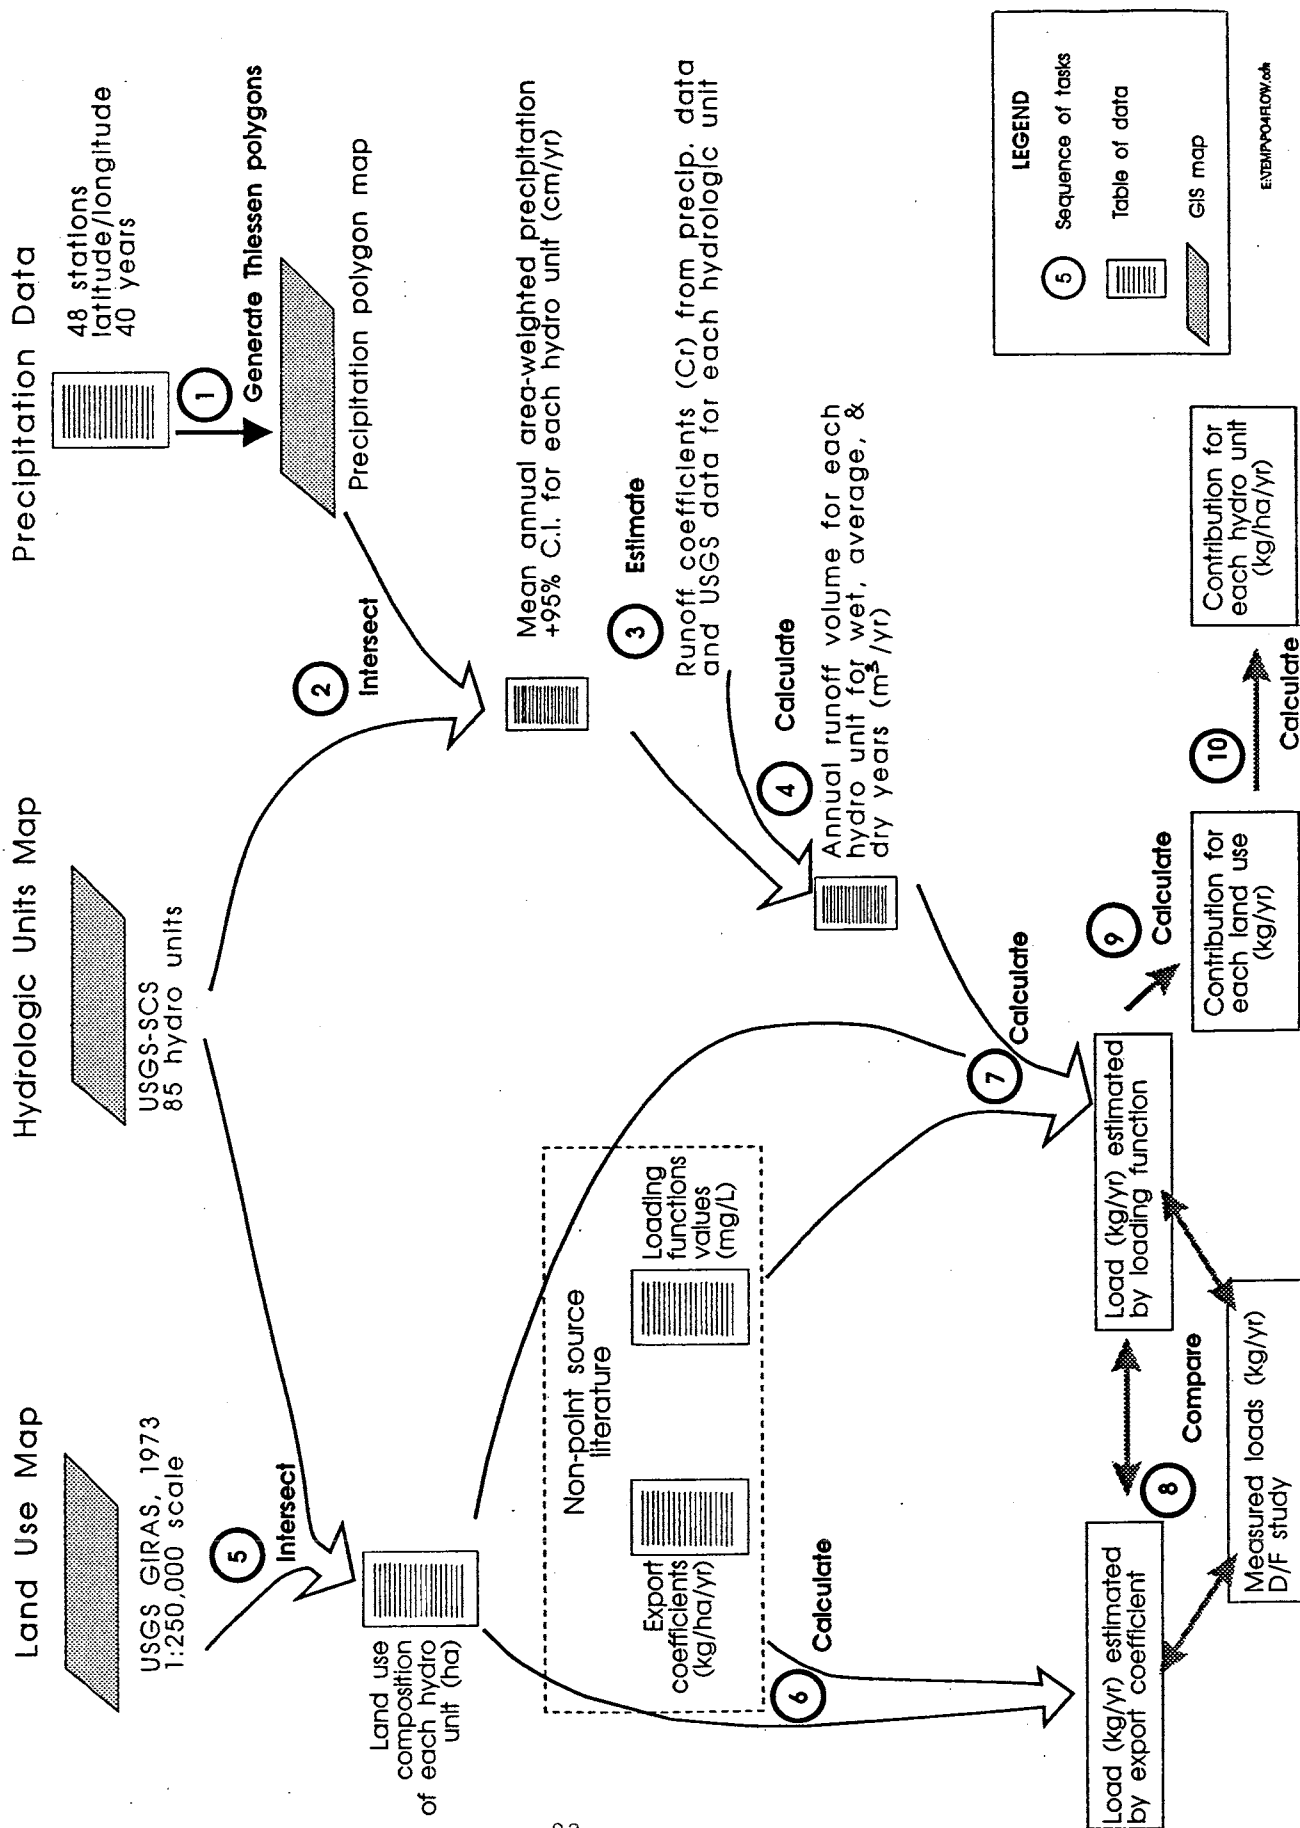 Land Use Map
USGS GIRAS, 1973
1:250,000 scale
5
Intersect
Land use
composition
of each hydro
unit (ha)
Hydrologic Units Map
USGS-SCS
85 hydro units
Precipitation Data
48 stations
latitude/longitude
40 years
1
Generate Thiessen polygons
Precipitation polygon map
2
Intersect
Mean annual area-weighted precipitation
+95% C.I. for each hydro unit (cm/yr)
3
Estimate
Runoff coefficients (Cr) from precip. data
and USGS data for each hydrologic unit
4
Calculate
Annual runoff volume for each
hydro unit for wet, average, &
dry years (m³/yr)
Non-point source
literature
Export
coefficients
(kg/ha/yr)
Loading
functions
values
(mg/L)
6
Calculate
7
Calculate
Load (kg/yr) estimated
by export coefficient
8
Compare
Load (kg/yr) estimated
by loading function
Measured loads (kg/yr)
D/F study
9
Calculate
Contribution for
each land use
(kg/yr)
10
Calculate
Contribution for
each hydro unit
(kg/ha/yr)
LEGEND
5
Sequence of tasks
Table of data
GIS map
E:\TEMP\PO4FLOW.cdr